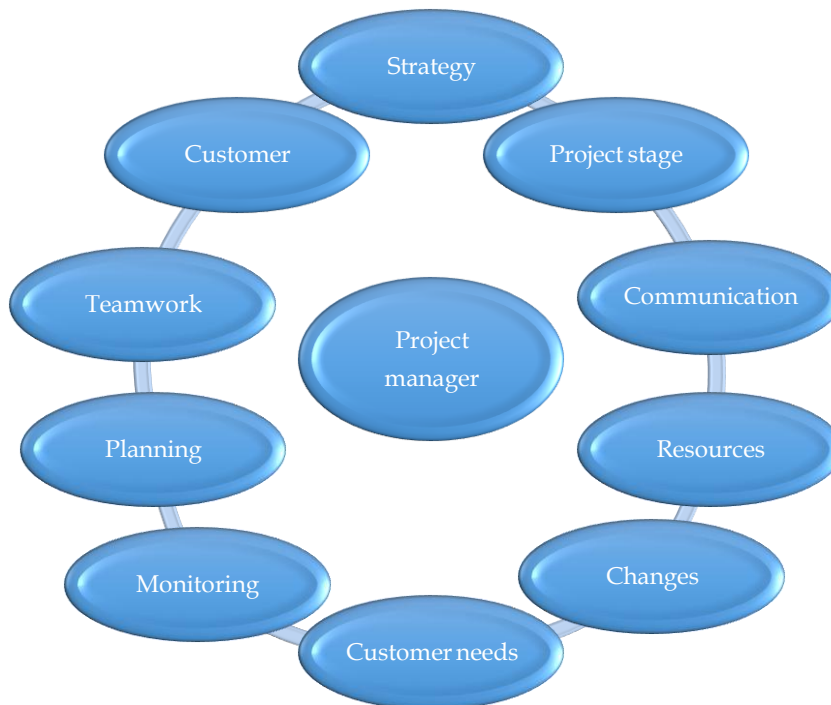 Strategy
Customer
Project stage
Teamwork
Communication
Project
manager
Planning
Resources
Monitoring
Changes
Customer needs